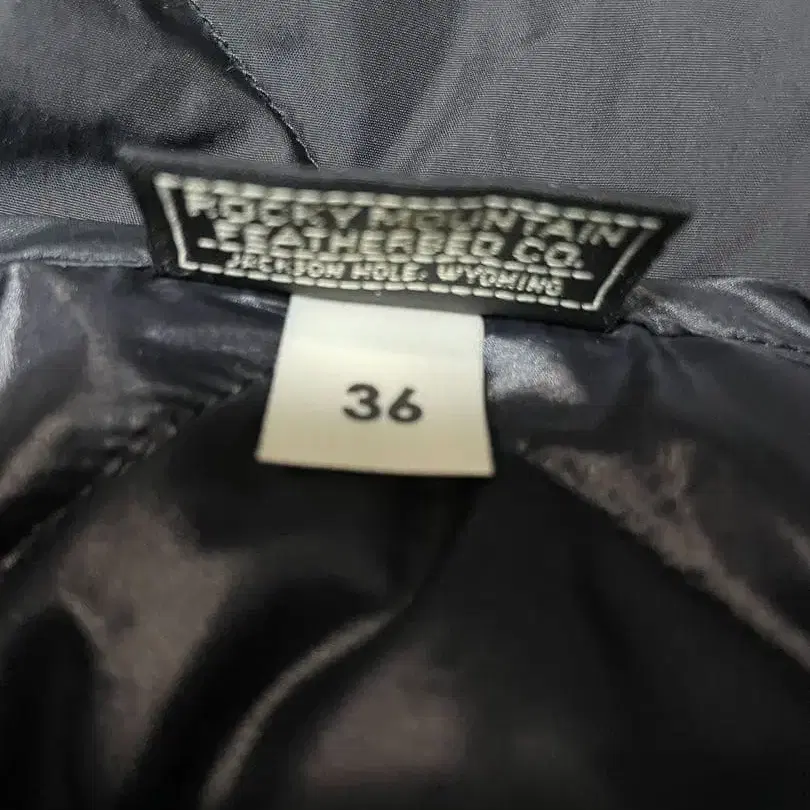 ROCKY MOUNTAIN
FEATHERBED CO.
JACKSON HOLE, WYOMING
36